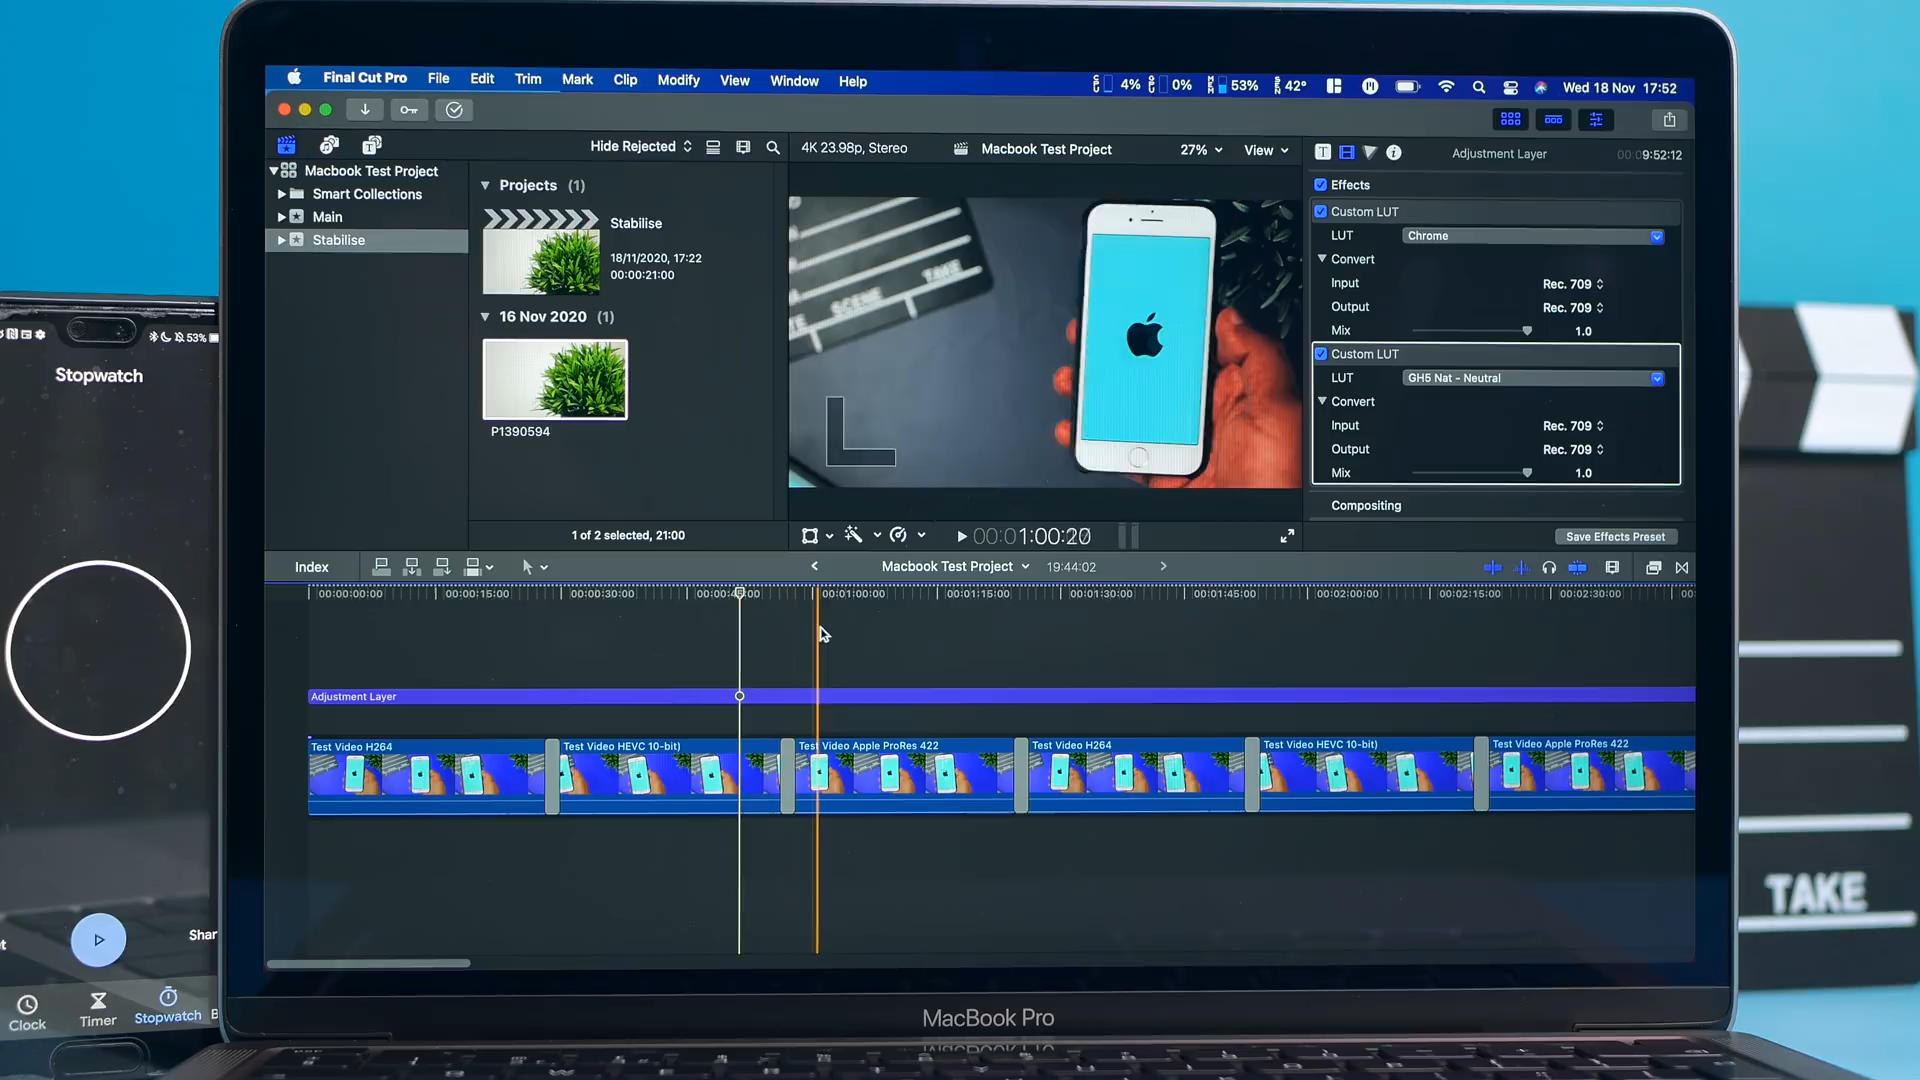 Final Cut Pro File Edit Trim Mark Clip Modify View Window Help
CPU 4% GPU 0% MEM 53% SEN 42° Wed 18 Nov 17:52
Hide Rejected
4K 23.98p, Stereo
Macbook Test Project
27% View
Adjustment Layer
9:52:12
Macbook Test Project
Smart Collections
Main
Stabilise
Projects (1)
Stabilise
18/11/2020, 17:22
00:00:21:00
16 Nov 2020 (1)
P1390594
1 of 2 selected, 21:00
SCENE
TAKE
Effects
Custom LUT
LUT Chrome
Convert
Input Rec. 709
Output Rec. 709
Mix 1.0
Custom LUT
LUT GH5 Nat - Neutral
Convert
Input Rec. 709
Output Rec. 709
Mix 1.0
Compositing
Save Effects Preset
Index
Macbook Test Project 19:44:02
00:00:00:00 00:00:15:00 00:00:30:00 00:01:00:00 00:01:15:00 00:01:30:00 00:01:45:00 00:02:00:00 00:02:15:00 00:02:30:00
Adjustment Layer
Test Video H264
Test Video HEVC 10-bit)
Test Video Apple ProRes 422
Test Video H264
Test Video HEVC 10-bit)
Test Video Apple ProRes 422
MacBook Pro
53%
Stopwatch
Clock
Timer
Stopwatch
TAKE